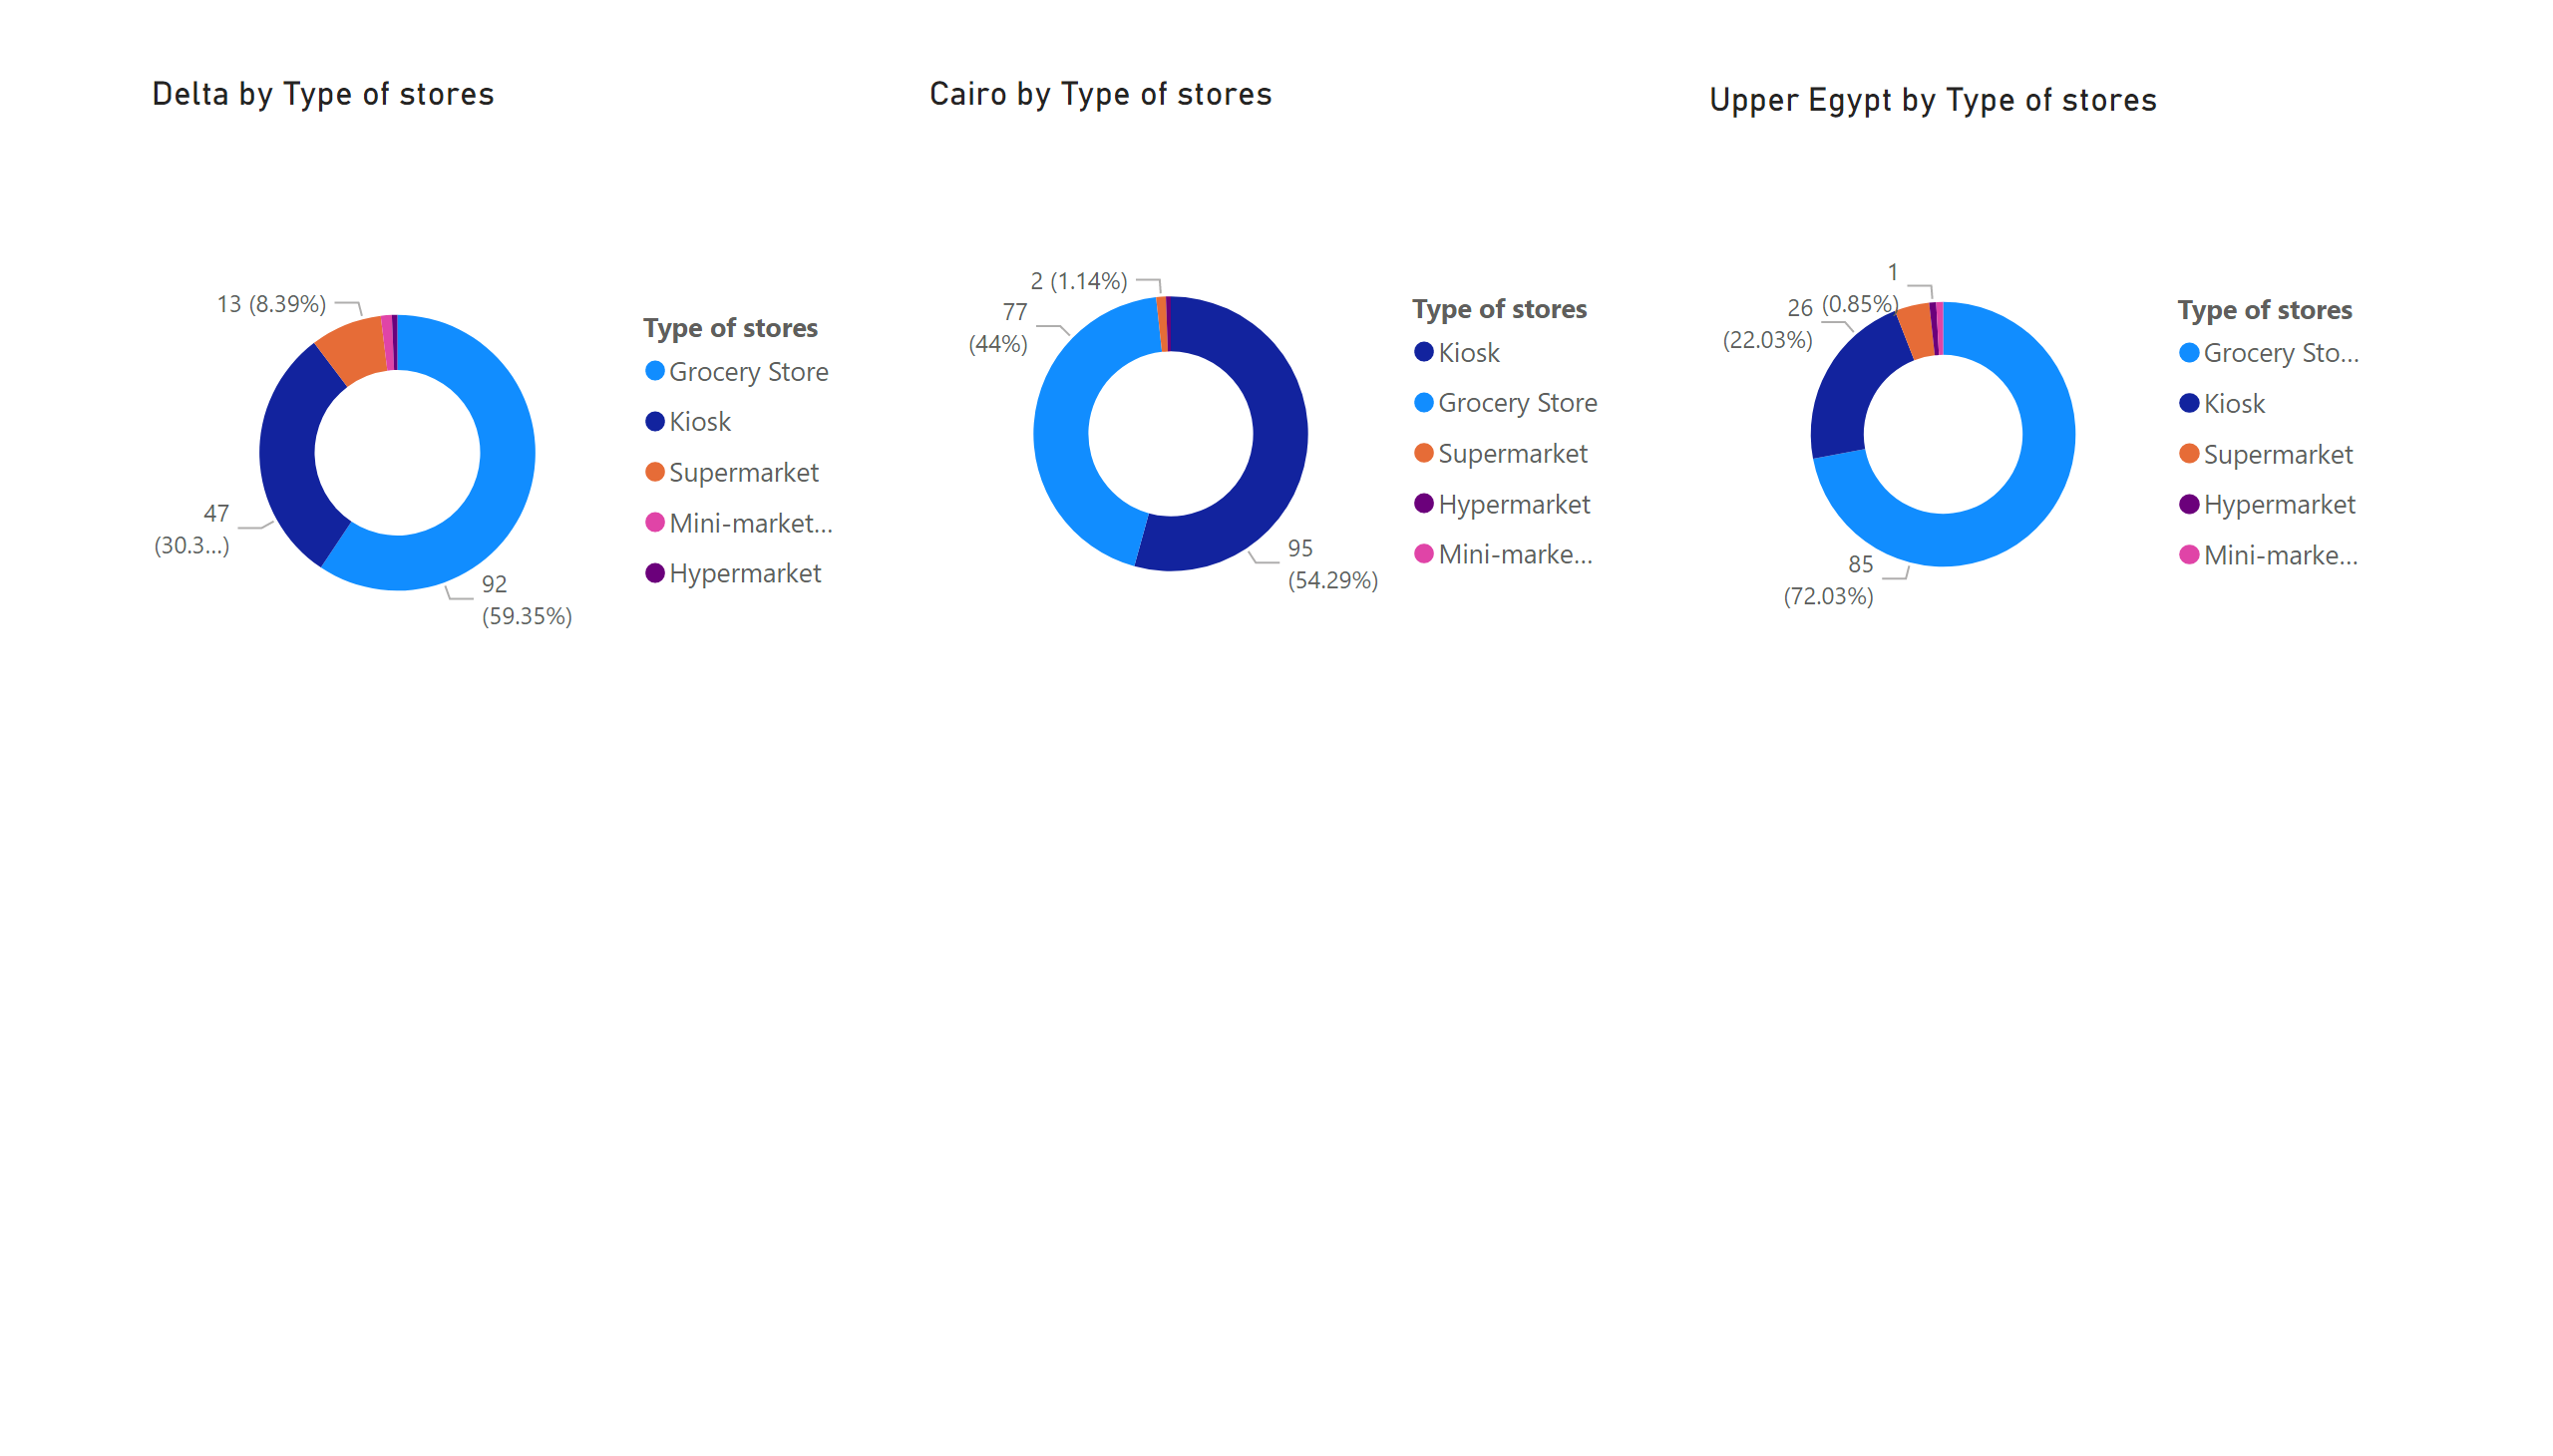 Delta by Type of stores
13 (8.39%)
47
(30.3...)
92
(59.35%)
Type of stores
Grocery Store
Kiosk
Supermarket
Mini-market...
Hypermarket
Cairo by Type of stores
2 (1.14%)
77
(44%)
95
(54.29%)
Type of stores
Kiosk
Grocery Store
Supermarket
Hypermarket
Mini-marke...
Upper Egypt by Type of stores
1
(0.85%)
26
(22.03%)
85
(72.03%)
Type of stores
Grocery Sto...
Kiosk
Supermarket
Hypermarket
Mini-marke...